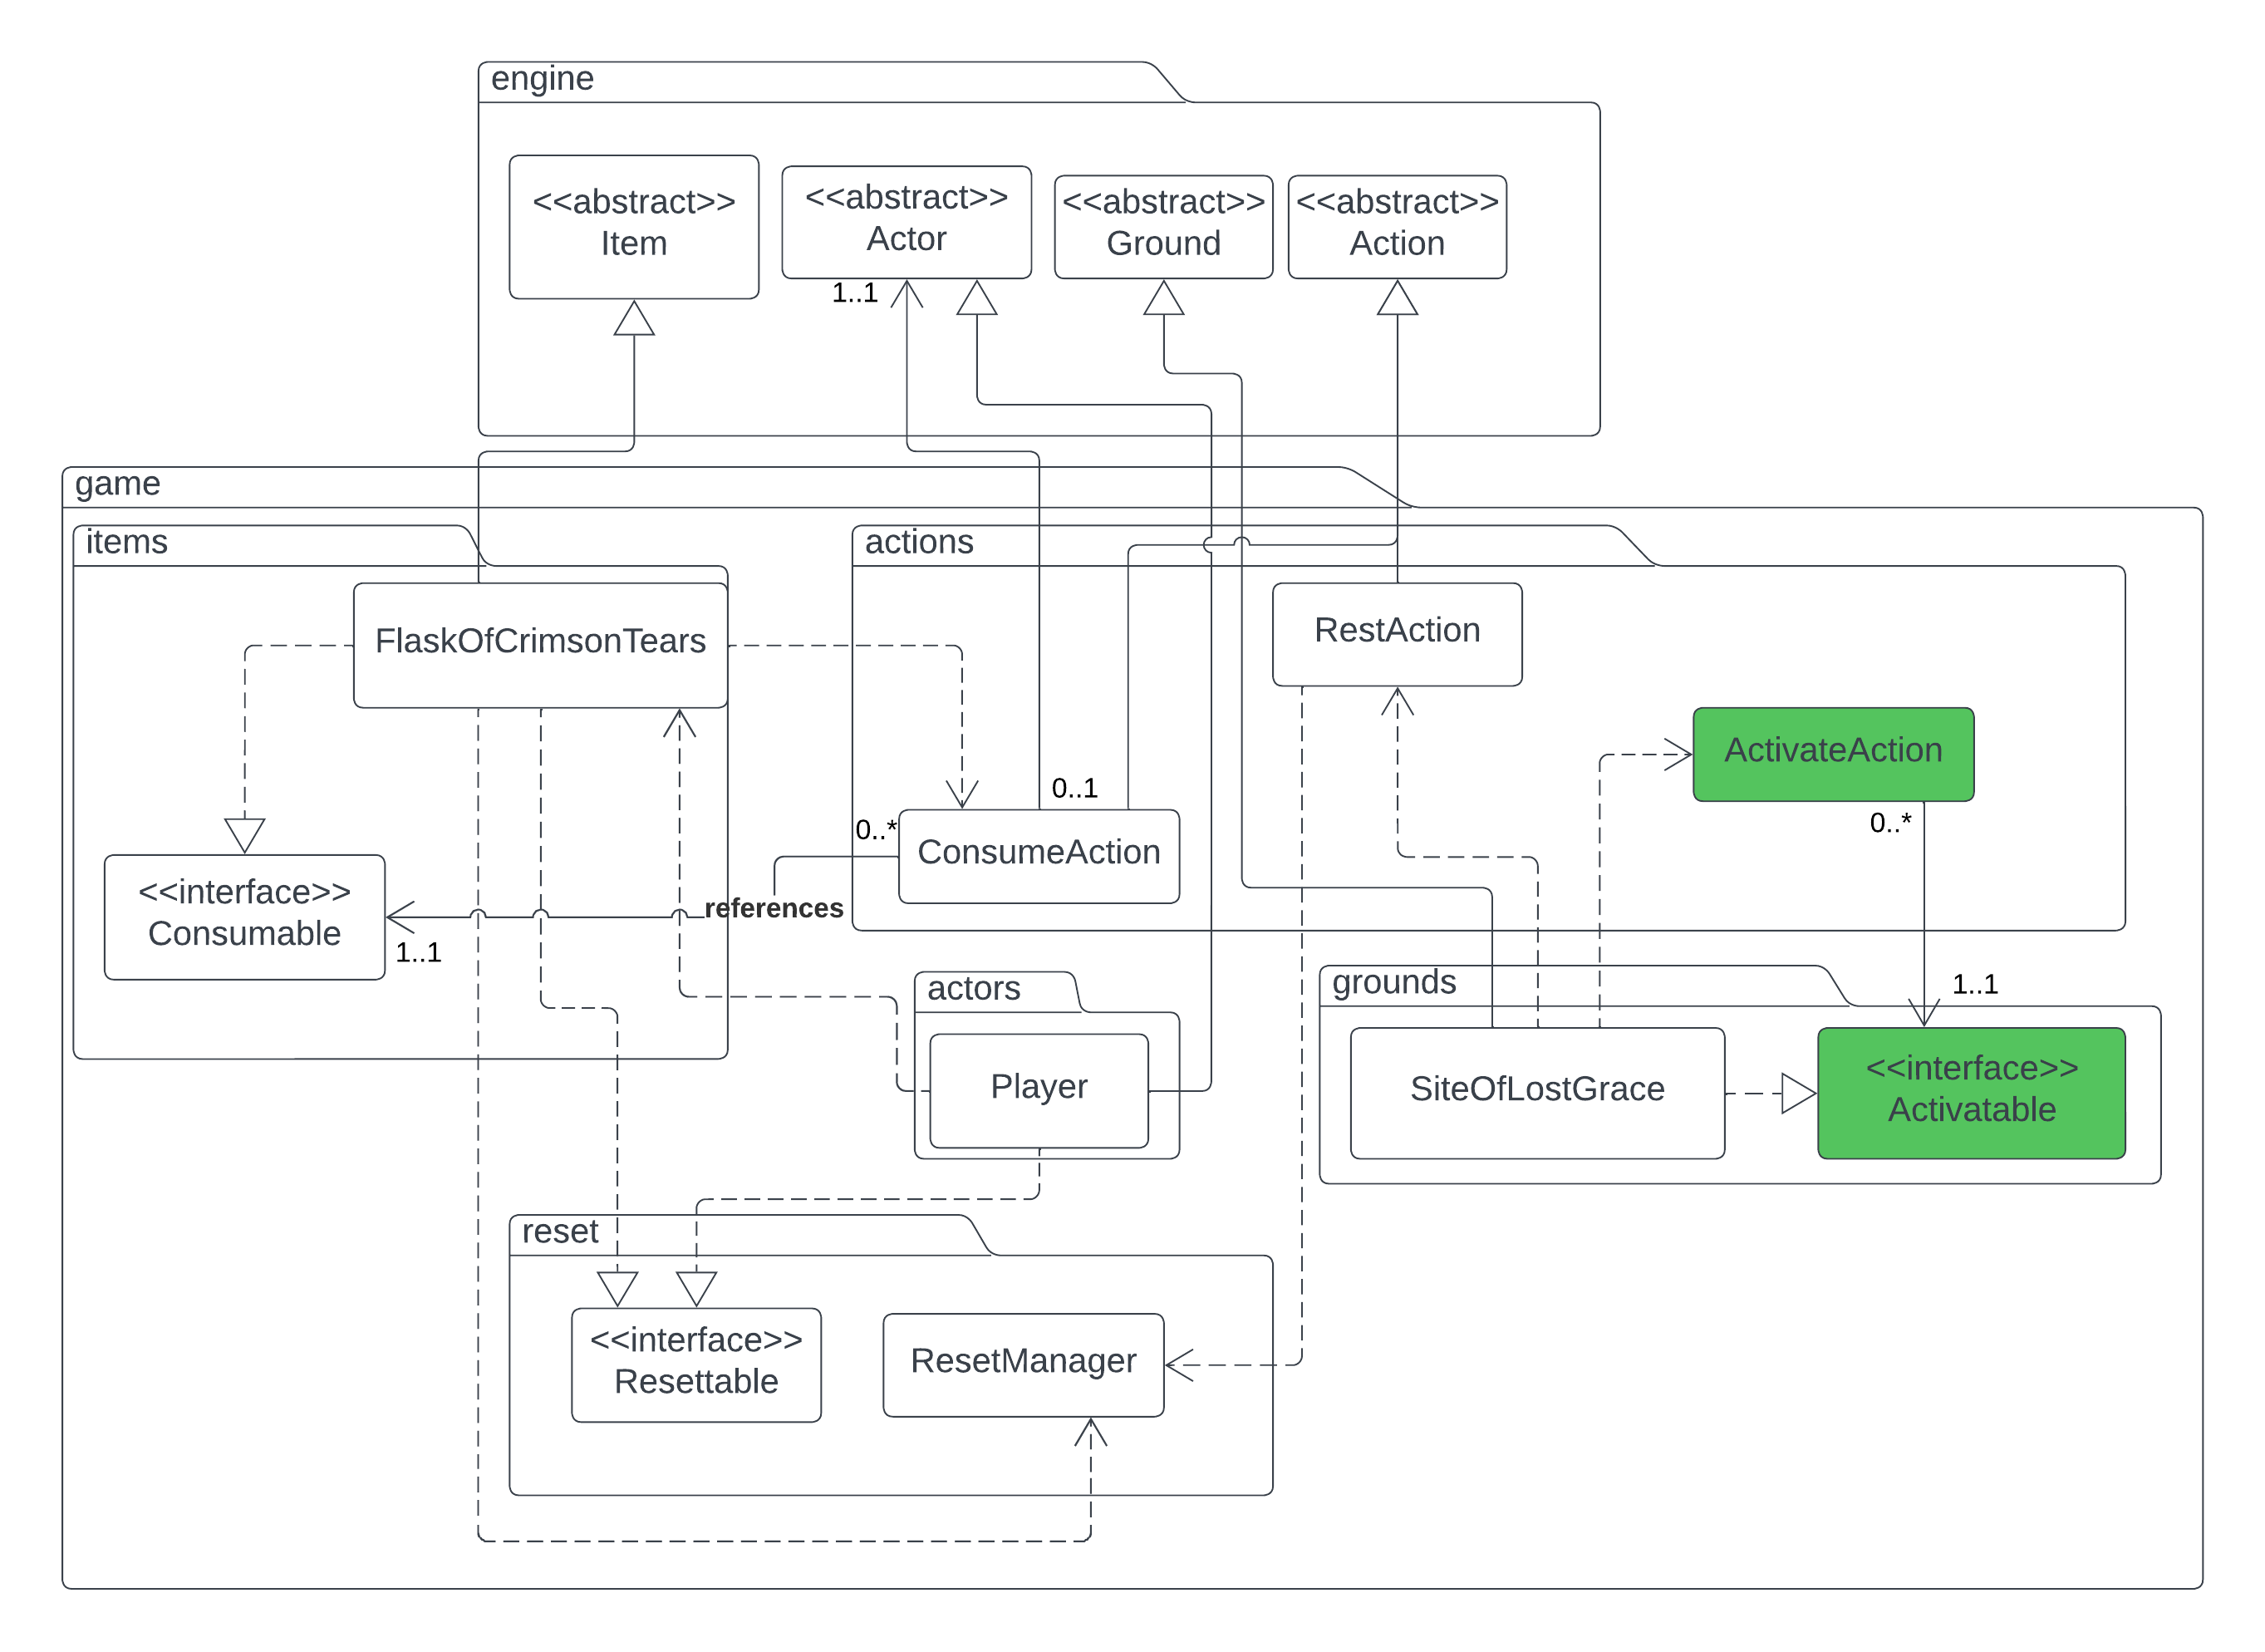 engine
<<abstract>>
Item
<<abstract>>
Actor
<<abstract>>
Ground
<<abstract>>
Action
1..1
game
items
actions
FlaskOfCrimsonTears
RestAction
ActivateAction
0..1
0..*
0..*
ConsumeAction
<<interface>>
Consumable
references
1..1
actors
grounds
1..1
Player
SiteOfLostGrace
<<interface>>
Activatable
reset
<<interface>>
Resettable
ResetManager